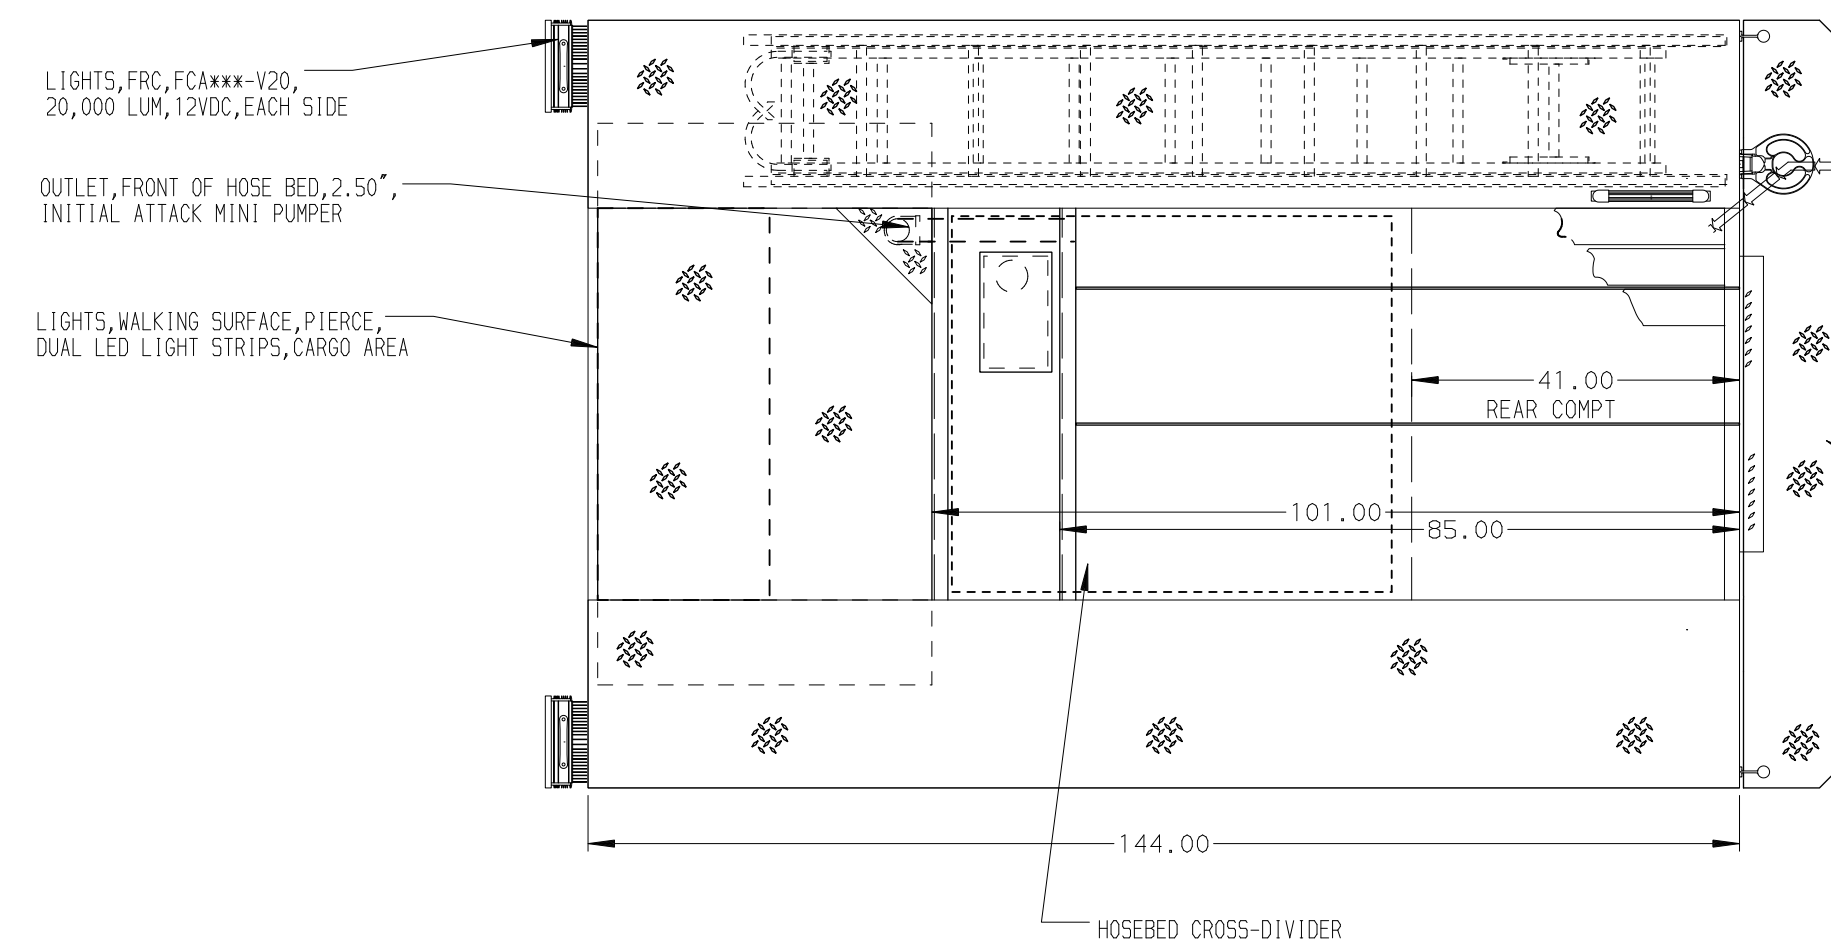 LIGHTS,FRC,FCA***-V20,
20,000 LUM,12VDC,EACH SIDE
OUTLET,FRONT OF HOSE BED,2.50",
INITIAL ATTACK MINI PUMPER
LIGHTS,WALKING SURFACE,PIERCE,
DUAL LED LIGHT STRIPS,CARGO AREA
41.00
REAR COMPT
101.00
85.00
144.00
HOSEBED CROSS-DIVIDER